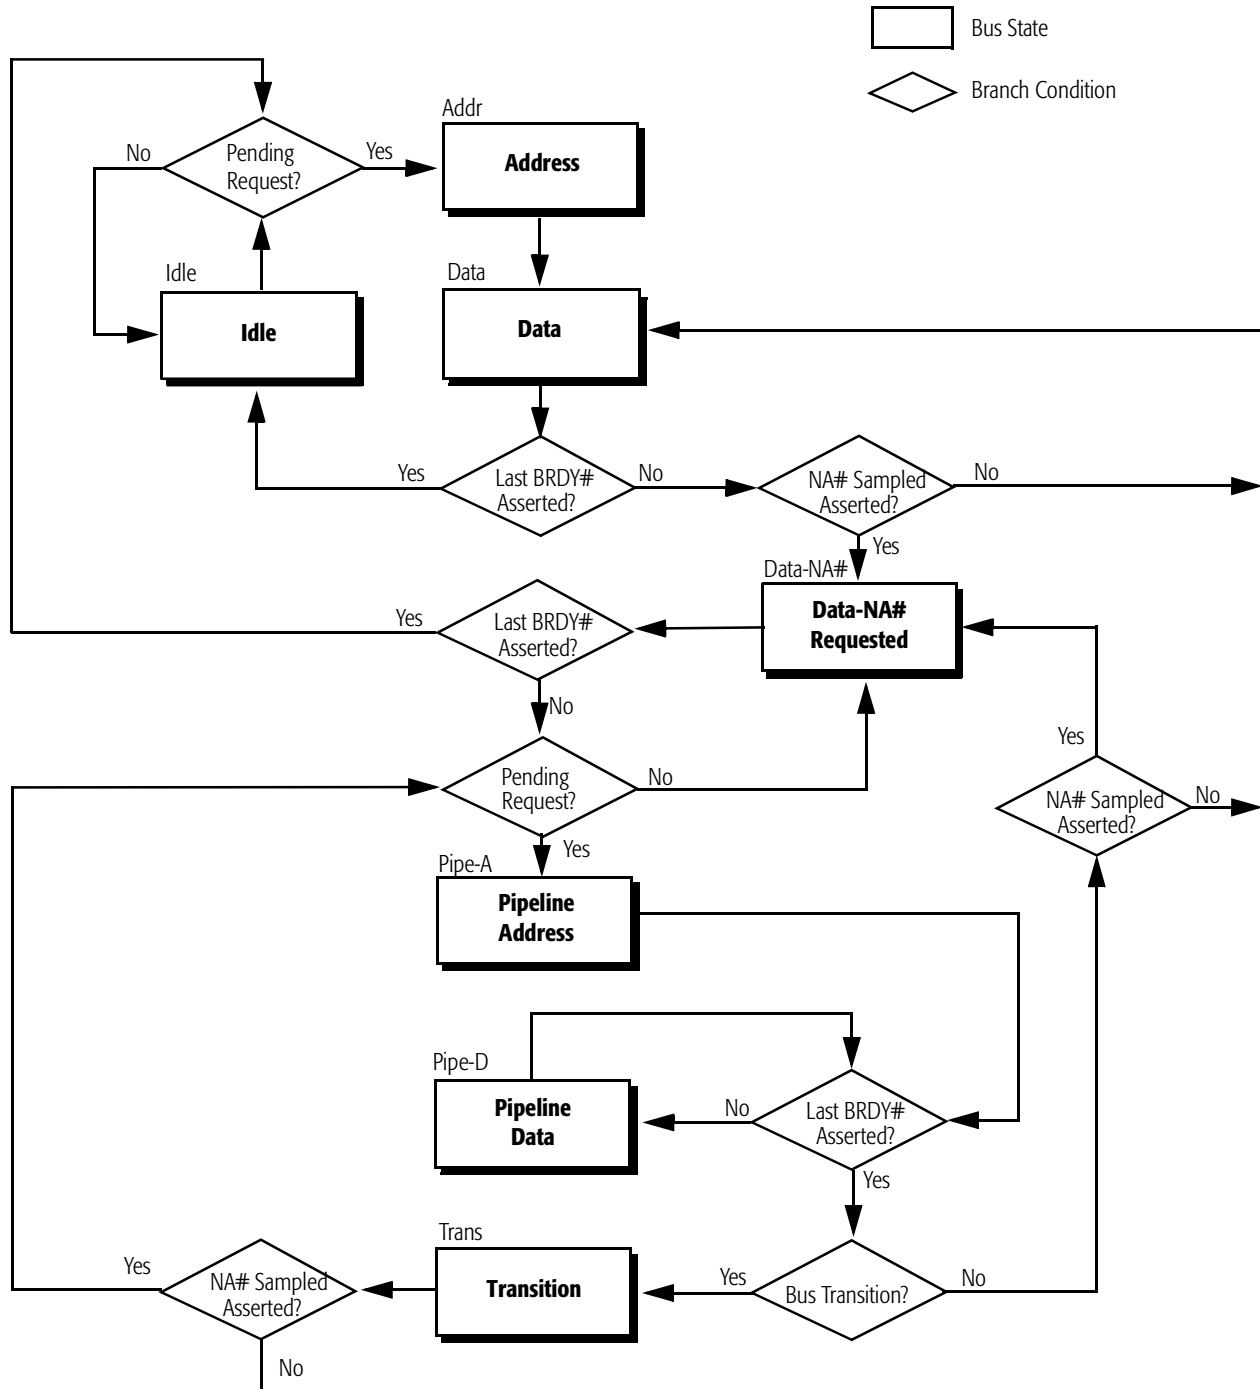 Bus State
Branch Condition
Addr
Address
No
Pending
Request?
Yes
Idle
Idle
Data
Data
Yes
Last BRDY#
Asserted?
No
NA# Sampled
Asserted?
No
Yes
Data-NA#
Data-NA#
Requested
Yes
Last BRDY#
Asserted?
No
Pending
Request?
No
Yes
NA# Sampled
Asserted?
No
Yes
Pipe-A
Pipeline
Address
Pipe-D
Pipeline
Data
No
Last BRDY#
Asserted?
Yes
Trans
Transition
Yes
Bus Transition?
No
Yes
NA# Sampled
Asserted?
No